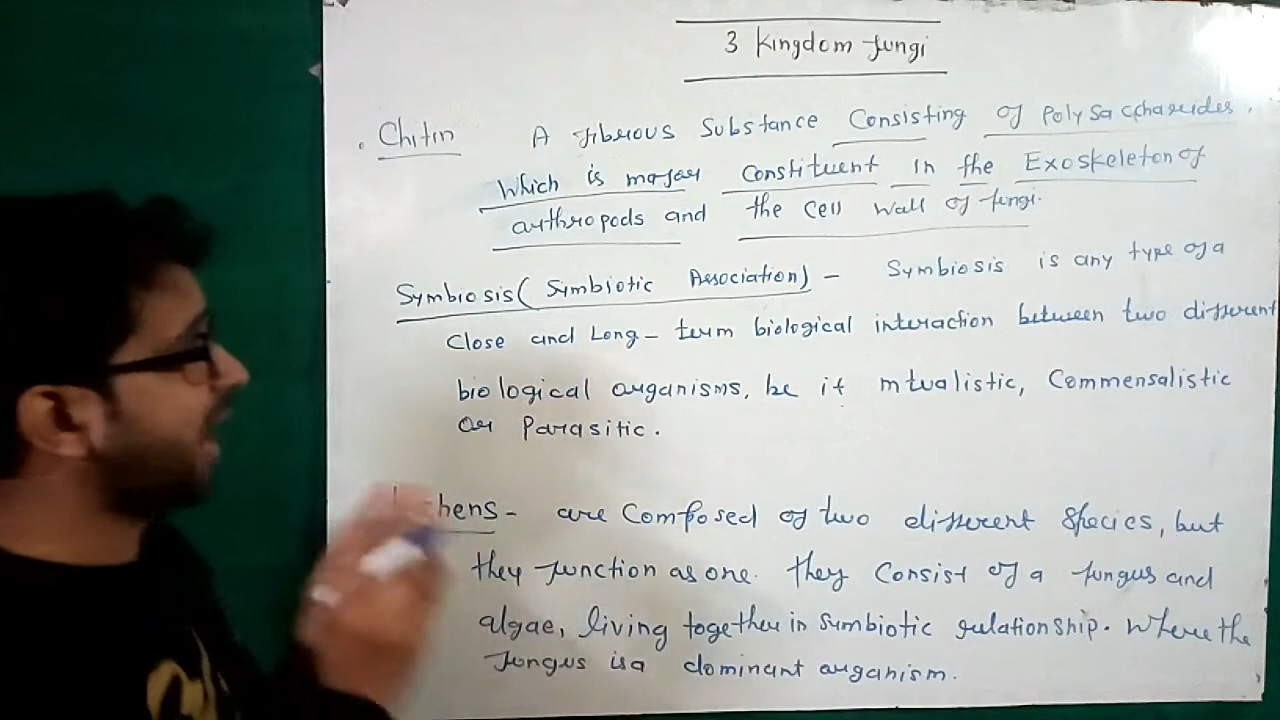 3 Kingdom fungi
. Chitin A fibrous Substance Consisting of Polysaccharides.
Which is major Constituent in the Exoskeleton of
arthropods and the cell wall of fungi.
Symbiosis (Symbiotic Association) - Symbiosis is any type of a
Close and Long-term biological interaction between two different
biological organisms, be it mtualistic, Commensalistic
or Parasitic.
- are Composed of two different Species, but
they function as one. they Consist of a fungus and
algae, living together in Symbiotic relationship. Where the
fungus is a dominant organism.